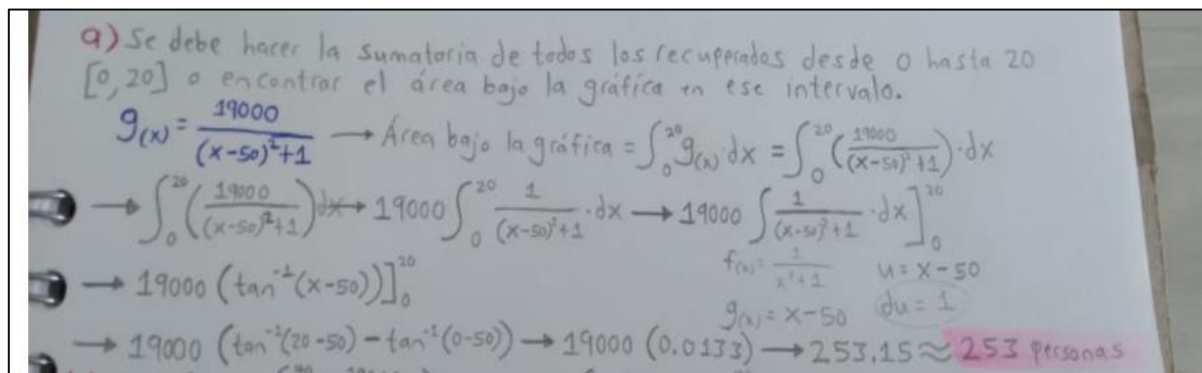 a) Se debe hacer la sumatoria de todos los recuperados desde 0 hasta 20
[0,20] o encontrar el área bajo la gráfica en ese intervalo.
g(x) = 19000/((x-50)²+1) → Área bajo la gráfica = ∫₀²⁰ g(x)·dx = ∫₀²⁰ (19000/((x-50)²+1))·dx
→ ∫₀²⁰ (19000/((x-50)²+1)) dx → 19000 ∫₀²⁰ 1/((x-50)²+1) ·dx → 19000 ∫ 1/((x-50)²+1) ·dx]₀²⁰
f(x) = 1/(x²+1) u = x-50
→ 19000 (tan⁻¹(x-50))]₀²⁰
g(x) = x-50 du = 1
→ 19000 (tan⁻¹(20-50) - tan⁻¹(0-50)) → 19000 (0.0133) → 253.15 ≈ 253 personas